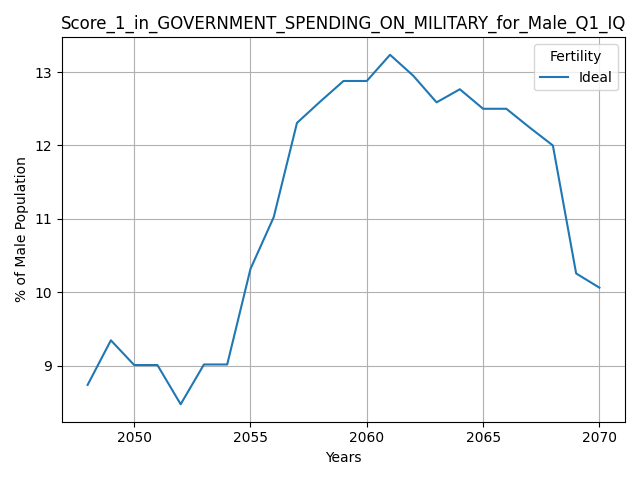 Score_1_in_GOVERNMENT_SPENDING_ON_MILITARY_for_Male_Q1_IQ
Fertility
Ideal
% of Male Population
13
12
11
10
9
2050 2055 2060 2065 2070
Years